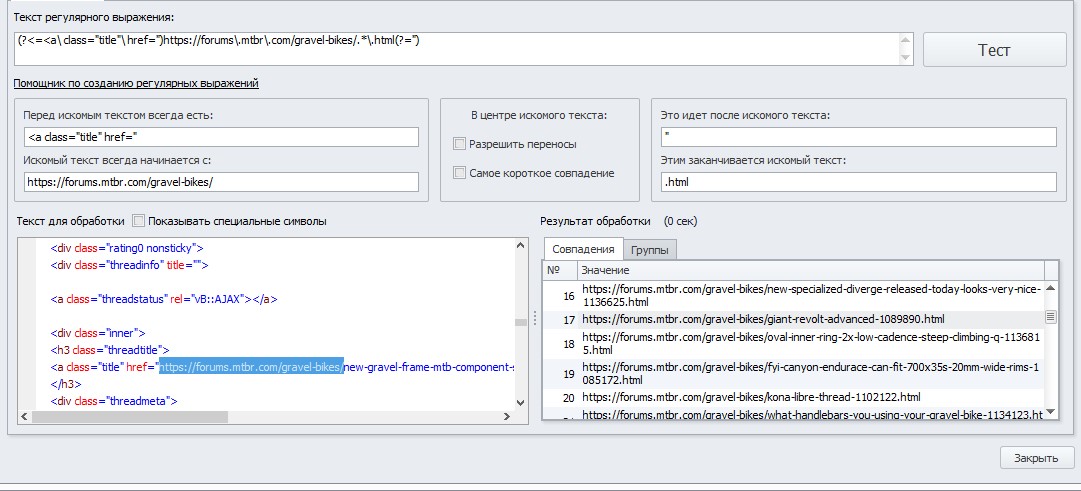 Текст регулярного выражения:
(?<=<a\ class="title"\ href=")https://forums\.mtbr\.com/gravel-bikes/.*\.html(?=")
Тест
Помощник по созданию регулярных выражений
Перед искомым текстом всегда есть:
<a class="title" href="
Искомый текст всегда начинается с:
https://forums.mtbr.com/gravel-bikes/
В центре искомого текста:
Разрешить переносы
Самое короткое совпадение
Это идет после искомого текста:
"
Этим заканчивается искомый текст:
.html
Текст для обработки
Показывать специальные символы
<div class="rating0 nonsticky">
<div class="threadinfo" title="">
<a class="threadstatus" rel="vB::AJAX"></a>
<div class="inner">
<h3 class="threadtitle">
<a class="title" href="https://forums.mtbr.com/gravel-bikes/new-gravel-frame-mtb-component-s
</h3>
<div class="threadmeta">
Результат обработки (0 сек)
Совпадения
Группы
№ Значение
16 https://forums.mtbr.com/gravel-bikes/new-specialized-diverge-released-today-looks-very-nice-
1136625.html
17 https://forums.mtbr.com/gravel-bikes/giant-revolt-advanced-1089890.html
18 https://forums.mtbr.com/gravel-bikes/oval-inner-ring-2x-low-cadence-steep-climbing-q-113681
5.html
19 https://forums.mtbr.com/gravel-bikes/fyi-canyon-endurace-can-fit-700x35s-20mm-wide-rims-1
085172.html
20 https://forums.mtbr.com/gravel-bikes/kona-libre-thread-1102122.html
https://forums.mtbr.com/gravel-bikes/what-handlebars-you-using-your-gravel-bike-1134123.ht
Закрыть